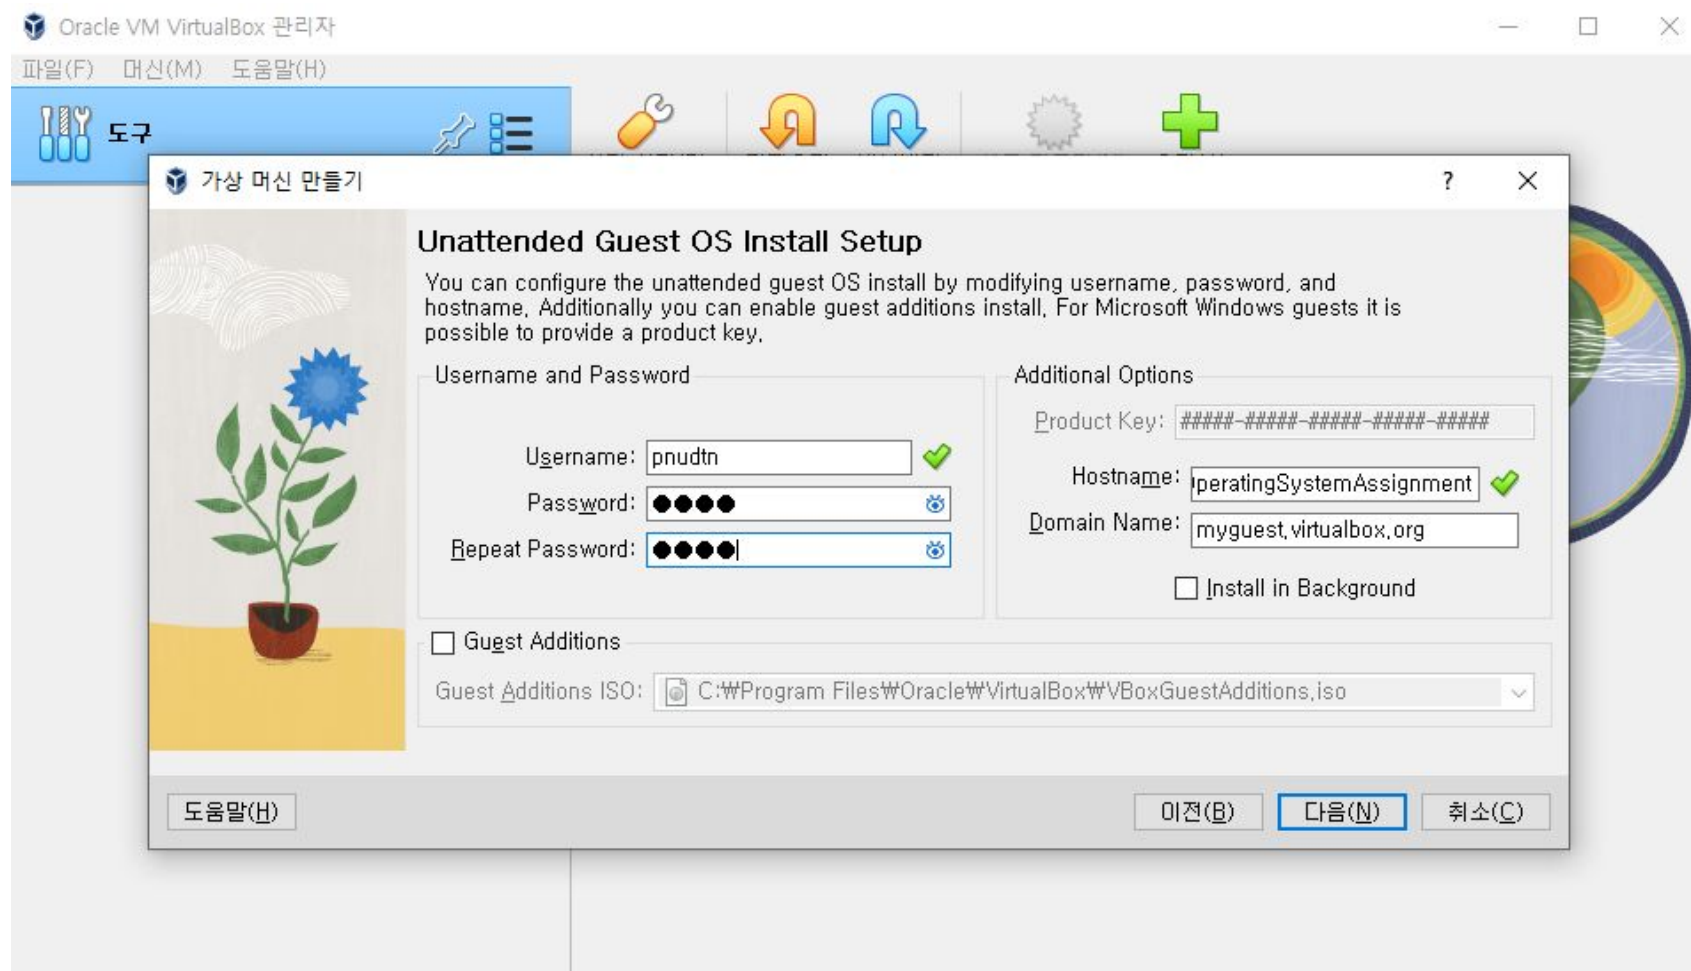 Oracle VM VirtualBox 관리자
파일(F) 머신(M) 도움말(H)
도구
가상 머신 만들기
?
Unattended Guest OS Install Setup
You can configure the unattended guest OS install by modifying username, password, and
hostname, Additionally you can enable guest additions install, For Microsoft Windows guests it is
possible to provide a product key,
Username and Password
Username: pnudtn
Password: ●●●●
Repeat Password: ●●●●
Additional Options
Product Key: #####-#####-#####-#####-#####
Hostname: peratingSystemAssignment
Domain Name: myguest,virtualbox,org
Install in Background
Guest Additions
Guest Additions ISO: C:₩Program Files₩Oracle₩VirtualBox₩VBoxGuestAdditions,iso
도움말(H)
이전(B) 다음(N) 취소(C)